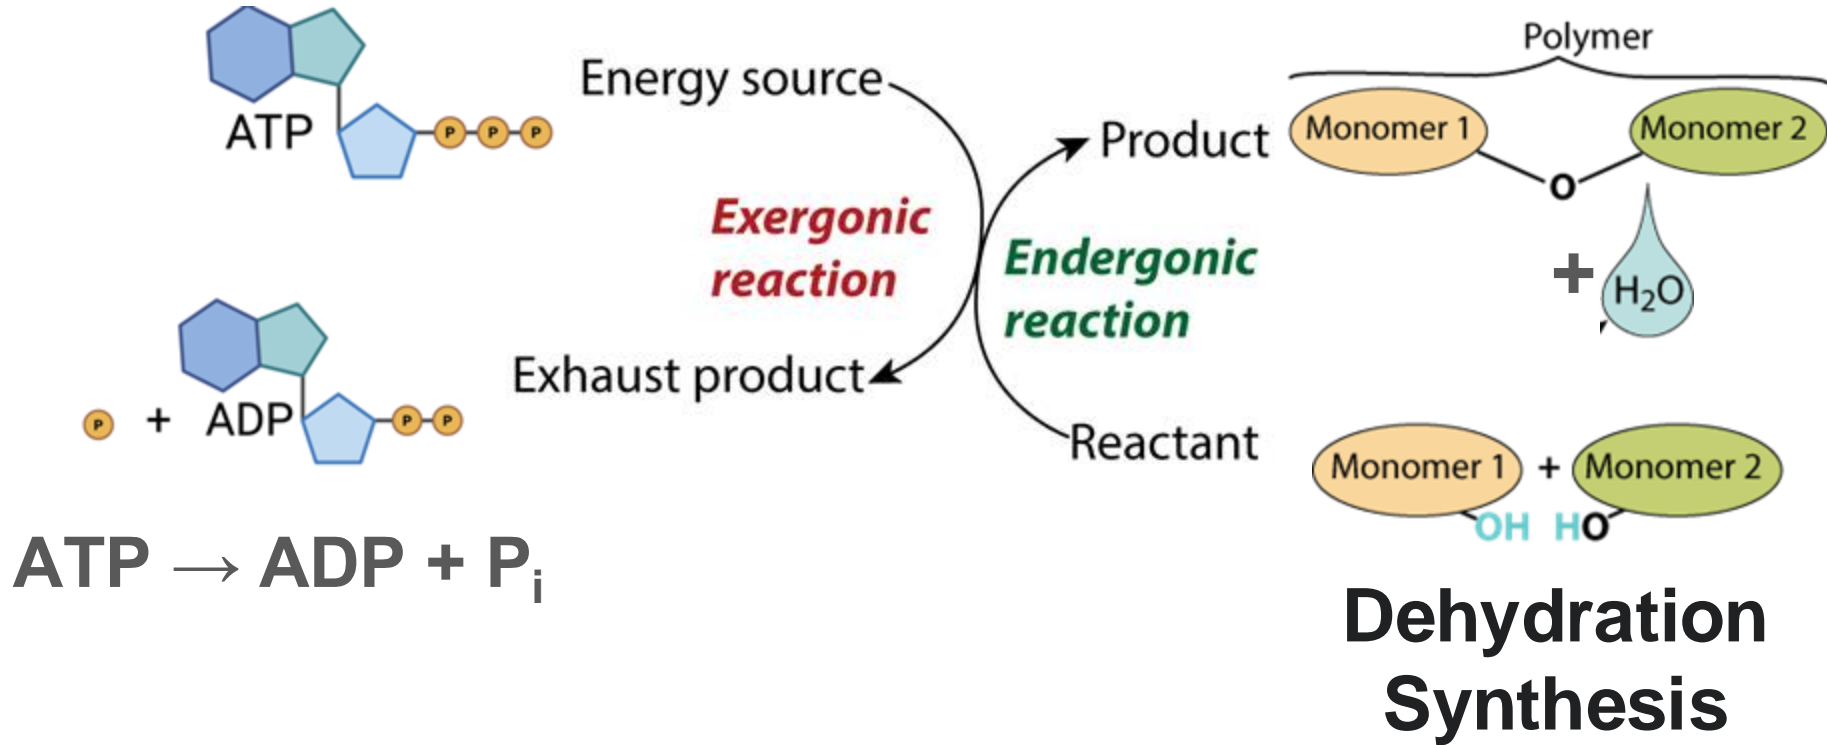 ATP
P P P
Energy source
Exergonic
reaction
Exhaust product
P + ADP P P
ATP → ADP + Pᵢ
Polymer
Product
Monomer 1
Monomer 2
O
+ H₂O
Endergonic
reaction
Reactant
Monomer 1 + Monomer 2
OH HO
Dehydration
Synthesis